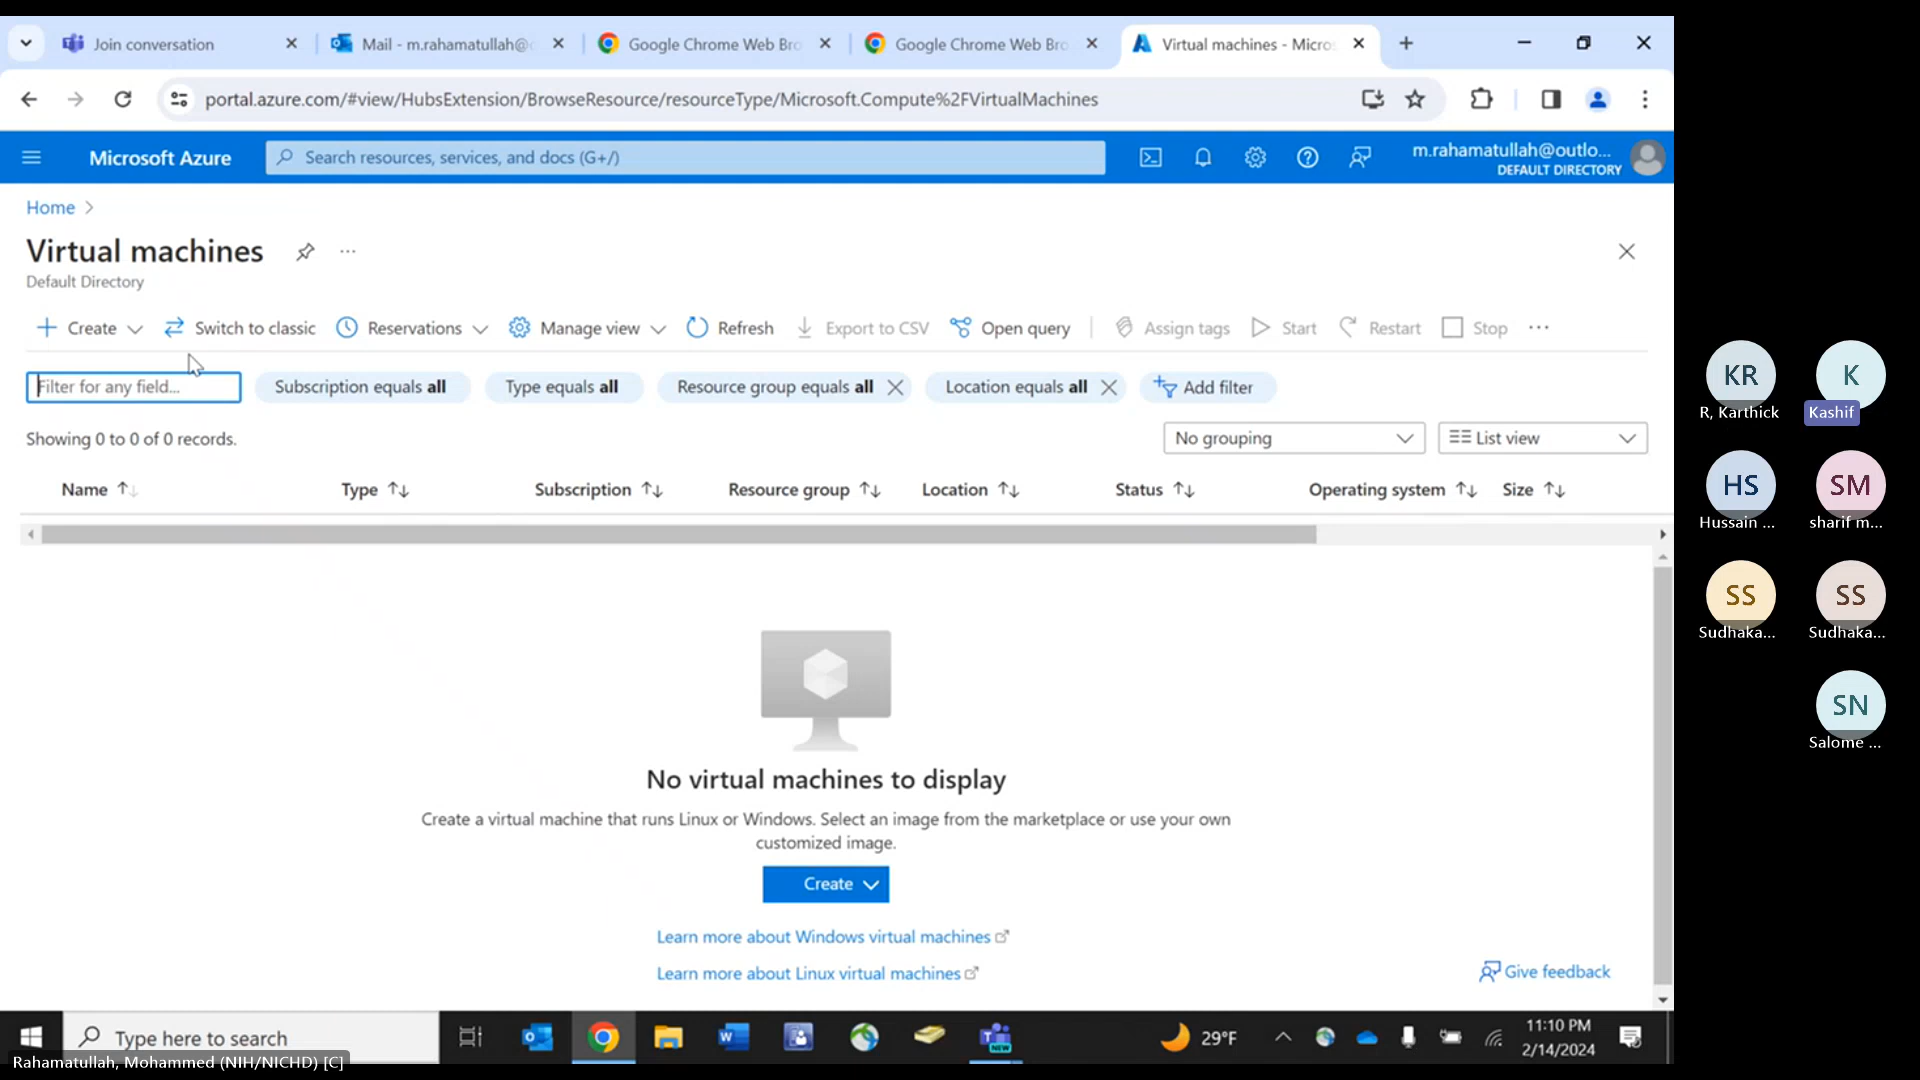 Join conversation
Mail - m.rahamatullah@
Google Chrome Web Bro
Google Chrome Web Bro
Virtual machines - Micros
portal.azure.com/#view/HubsExtension/BrowseResource/resourceType/Microsoft.Compute%2FVirtualMachines
Microsoft Azure
Search resources, services, and docs (G+/)
m.rahamatullah@outlo...
DEFAULT DIRECTORY
Home >
Virtual machines
...
Default Directory
Create
Switch to classic
Reservations
Manage view
Refresh
Export to CSV
Open query
Assign tags
Start
Restart
Stop
...
Filter for any field...
Subscription equals all
Type equals all
Resource group equals all
Location equals all
Add filter
Showing 0 to 0 of 0 records.
No grouping
List view
Name
Type
Subscription
Resource group
Location
Status
Operating system
Size
No virtual machines to display
Create a virtual machine that runs Linux or Windows. Select an image from the marketplace or use your own
customized image.
Create
Learn more about Windows virtual machines
Learn more about Linux virtual machines
Give feedback
Type here to search
NEW
29°F
11:10 PM
2/14/2024
Rahamatullah, Mohammed (NIH/NICHD) [C]
KR
R, Karthick
K
Kashif
HS
Hussain ...
SM
sharif m...
SS
Sudhaka...
SS
Sudhaka...
SN
Salome ...